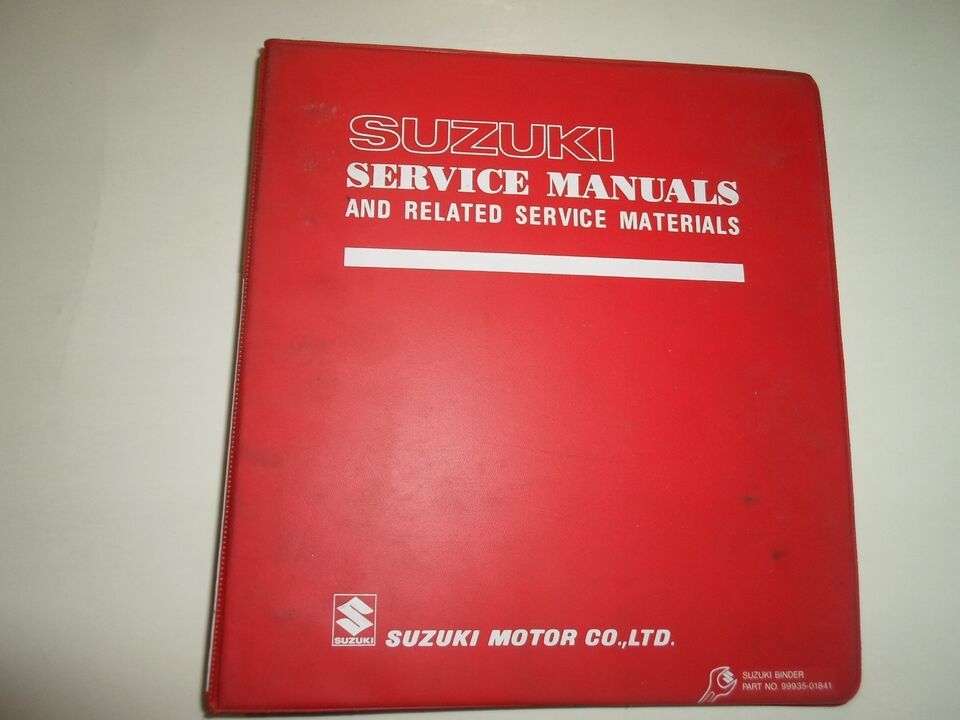 SUZUKI
SERVICE MANUALS
AND RELATED SERVICE MATERIALS
SUZUKI
SUZUKI MOTOR CO.,LTD.
SUZUKI BINDER
PART NO. 99935-01841